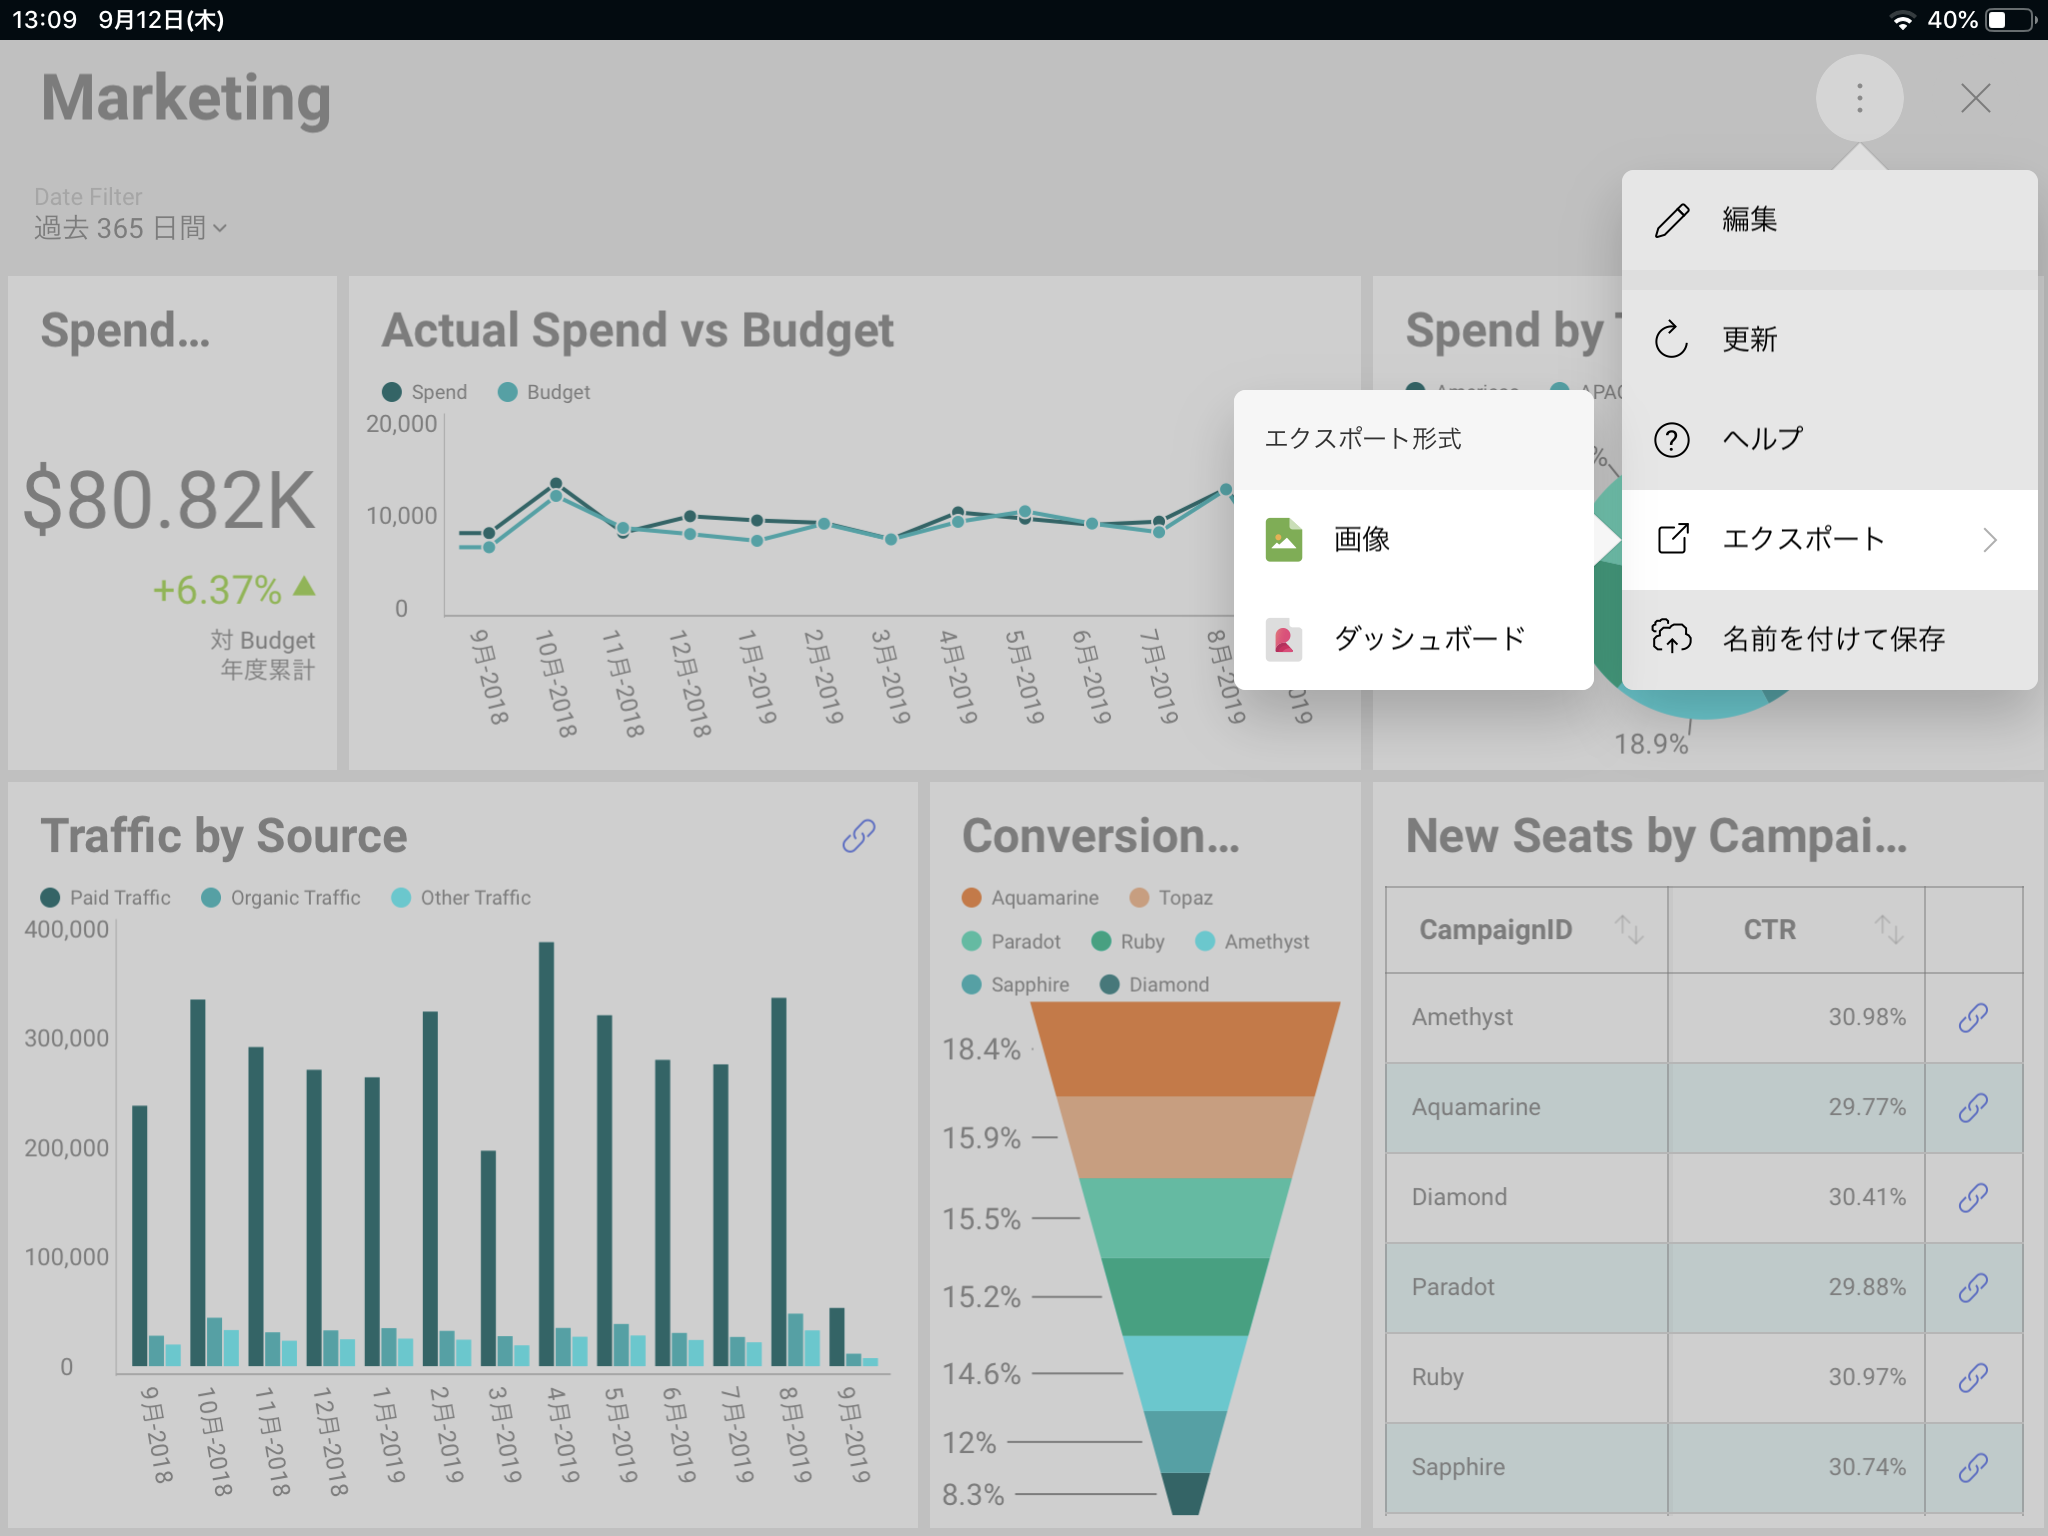 13:09 9月12日(木)
40%
Marketing
Date Filter
過去 365 日間
編集
更新
ヘルプ
エクスポート
名前を付けて保存
エクスポート形式
画像
ダッシュボード
Spend...
$80.82K
+6.37%
対 Budget
年度累計
Actual Spend vs Budget
Spend Budget
20,000
10,000
0
9月-2018 10月-2018 11月-2018 12月-2018 1月-2019 2月-2019 3月-2019 4月-2019 5月-2019 6月-2019 7月-2019 8月-2019 2019
Spend by
18.9%
Traffic by Source
Paid Traffic Organic Traffic Other Traffic
400,000
300,000
200,000
100,000
0
9月-2018 10月-2018 11月-2018 12月-2018 1月-2019 2月-2019 3月-2019 4月-2019 5月-2019 6月-2019 7月-2019 8月-2019 9月-2019
Conversion...
Aquamarine Topaz
Paradot Ruby Amethyst
Sapphire Diamond
18.4%
15.9%
15.5%
15.2%
14.6%
12%
8.3%
New Seats by Campai...
CampaignID CTR
Amethyst 30.98%
Aquamarine 29.77%
Diamond 30.41%
Paradot 29.88%
Ruby 30.97%
Sapphire 30.74%